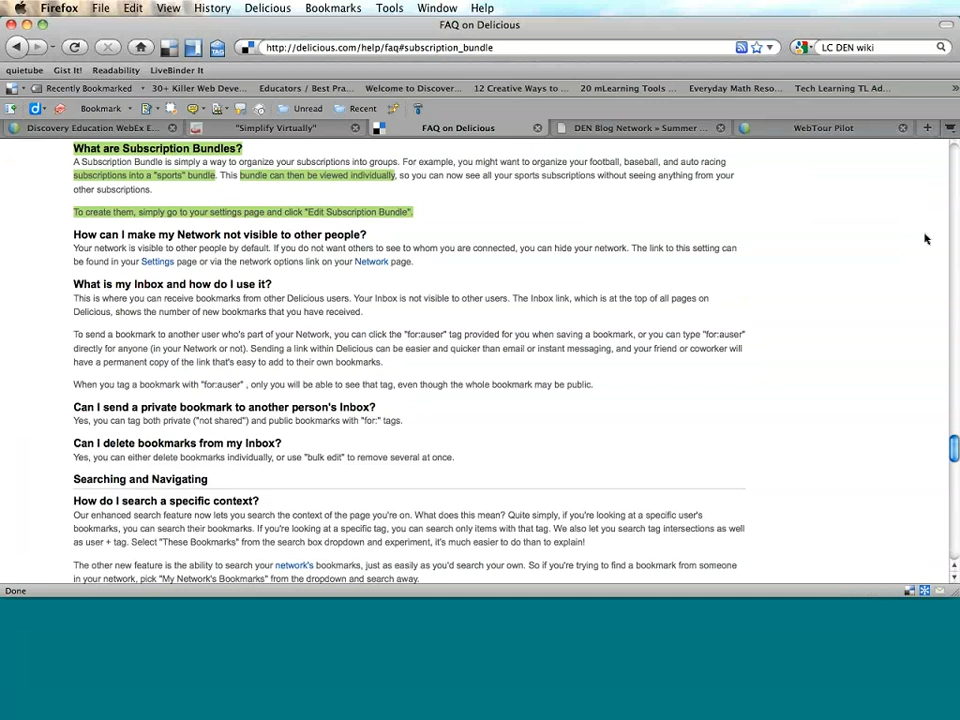 Firefox File Edit View History Delicious Bookmarks Tools Window Help
FAQ on Delicious
http://delicious.com/help/faq#subscription_bundle
LC DEN wiki
quietube Gist It! Readability LiveBinder It
Recently Bookmarked 30+ Killer Web Deve... Educators / Best Pra... Welcome to Discover... 12 Creative Ways to ... 20 mLearning Tools ... Everyday Math Reso... Tech Learning TL Ad...
Bookmark Unread Recent
Discovery Education WebEx E... "Simplify Virtually" FAQ on Delicious DEN Blog Network » Summer ... WebTour Pilot
What are Subscription Bundles?
A Subscription Bundle is simply a way to organize your subscriptions into groups. For example, you might want to organize your football, baseball, and auto racing
subscriptions into a "sports" bundle. This bundle can then be viewed individually, so you can now see all your sports subscriptions without seeing anything from your
other subscriptions.
To create them, simply go to your settings page and click "Edit Subscription Bundle".
How can I make my Network not visible to other people?
Your network is visible to other people by default. If you do not want others to see to whom you are connected, you can hide your network. The link to this setting can
be found in your Settings page or via the network options link on your Network page.
What is my Inbox and how do I use it?
This is where you can receive bookmarks from other Delicious users. Your Inbox is not visible to other users. The Inbox link, which is at the top of all pages on
Delicious, shows the number of new bookmarks that you have received.
To send a bookmark to another user who's part of your Network, you can click the "for:auser" tag provided for you when saving a bookmark, or you can type "for:auser"
directly for anyone (in your Network or not). Sending a link within Delicious can be easier and quicker than email or instant messaging, and your friend or coworker will
have a permanent copy of the link that's easy to add to their own bookmarks.
When you tag a bookmark with "for:auser" , only you will be able to see that tag, even though the whole bookmark may be public.
Can I send a private bookmark to another person's Inbox?
Yes, you can tag both private ("not shared") and public bookmarks with "for:" tags.
Can I delete bookmarks from my Inbox?
Yes, you can either delete bookmarks individually, or use "bulk edit" to remove several at once.
Searching and Navigating
How do I search a specific context?
Our enhanced search feature now lets you search the context of the page you're on. What does this mean? Quite simply, if you're looking at a specific user's
bookmarks, you can search their bookmarks. If you're looking at a specific tag, you can search only items with that tag. We also let you search tag intersections as well
as user + tag. Select "These Bookmarks" from the search box dropdown and experiment, it's much easier to do than to explain!
The other new feature is the ability to search your network's bookmarks, just as easily as you'd search your own. So if you're trying to find a bookmark from someone
in your network, pick "My Network's Bookmarks" from the dropdown and search away.
Done